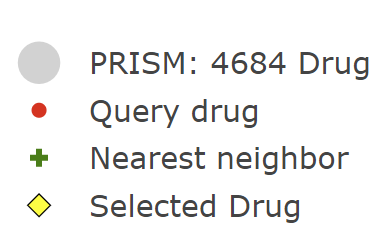 PRISM: 4684 Drug
Query drug
Nearest neighbor
Selected Drug